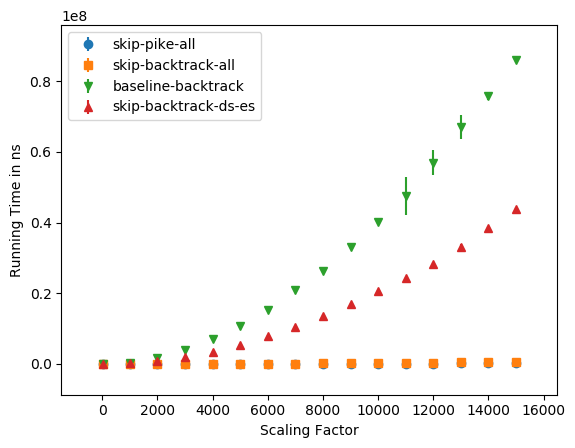 1e8
skip-pike-all
skip-backtrack-all
baseline-backtrack
skip-backtrack-ds-es
0.8
0.6
0.4
0.2
0.0
Running Time in ns
0 2000 4000 6000 8000 10000 12000 14000 16000
Scaling Factor